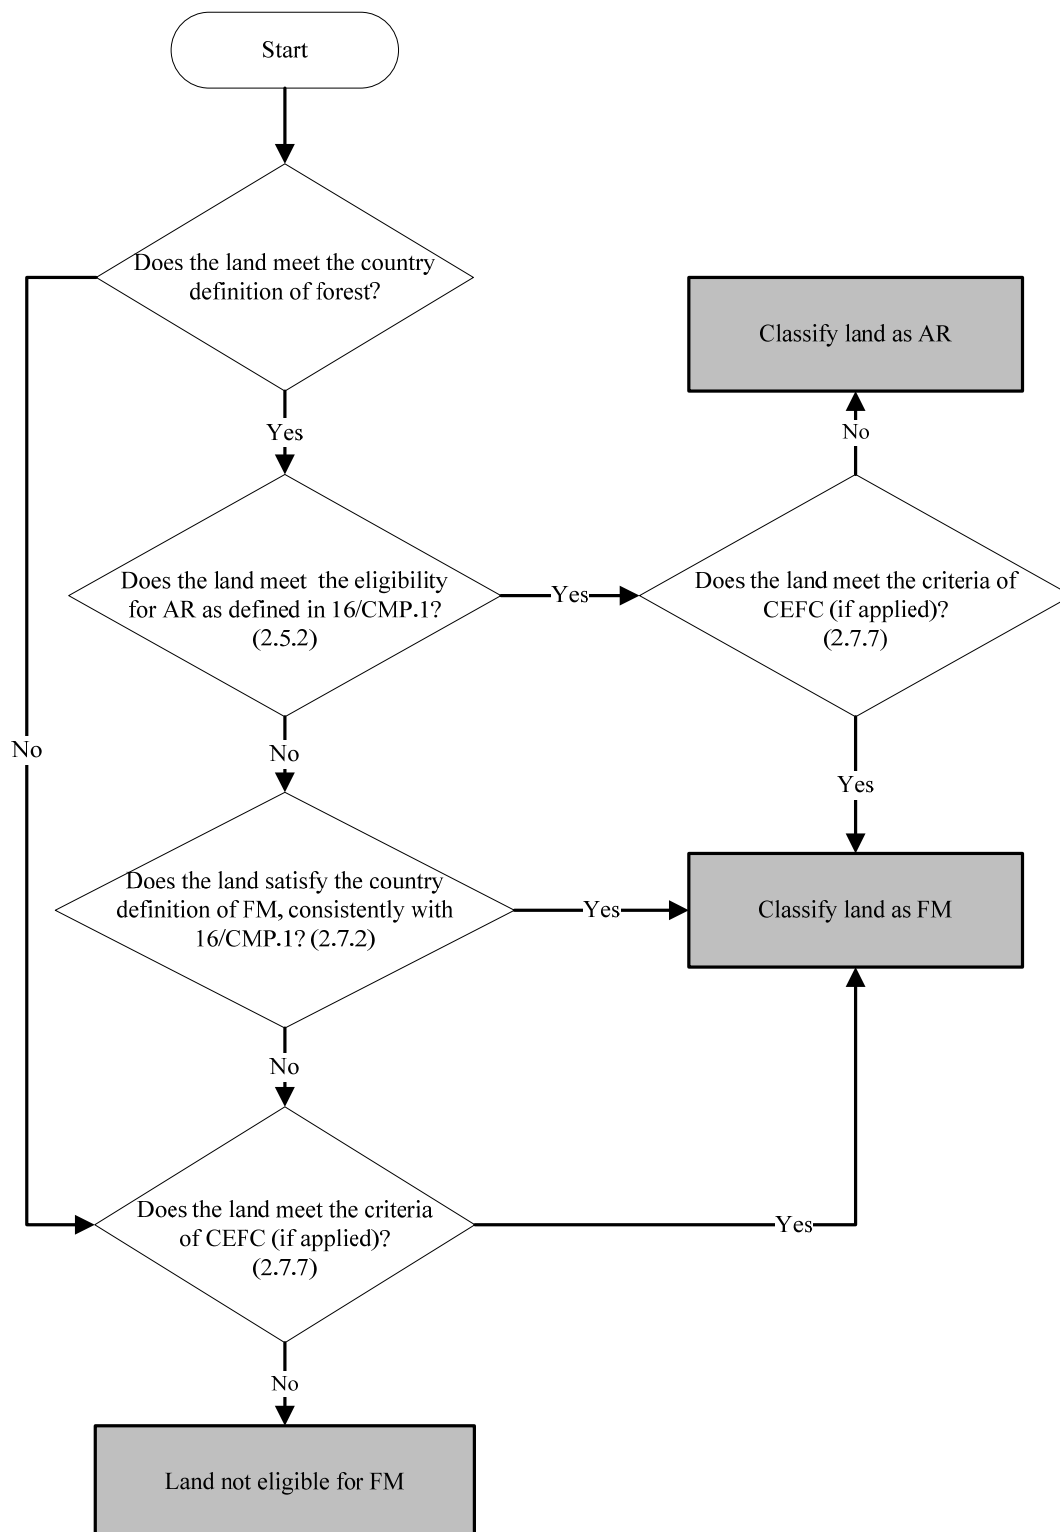 Start
Does the land meet the country
definition of forest?
Classify land as AR
Yes
No
Does the land meet  the eligibility
for AR as defined in 16/CMP.1?
(2.5.2)
Yes
Does the land meet the criteria of
CEFC (if applied)?
(2.7.7)
No
No
Yes
Does the land satisfy the country
definition of FM, consistently with
16/CMP.1? (2.7.2)
Yes
Classify land as FM
No
Does the land meet the criteria
of CEFC (if applied)?
(2.7.7)
Yes
No
Land not eligible for FM